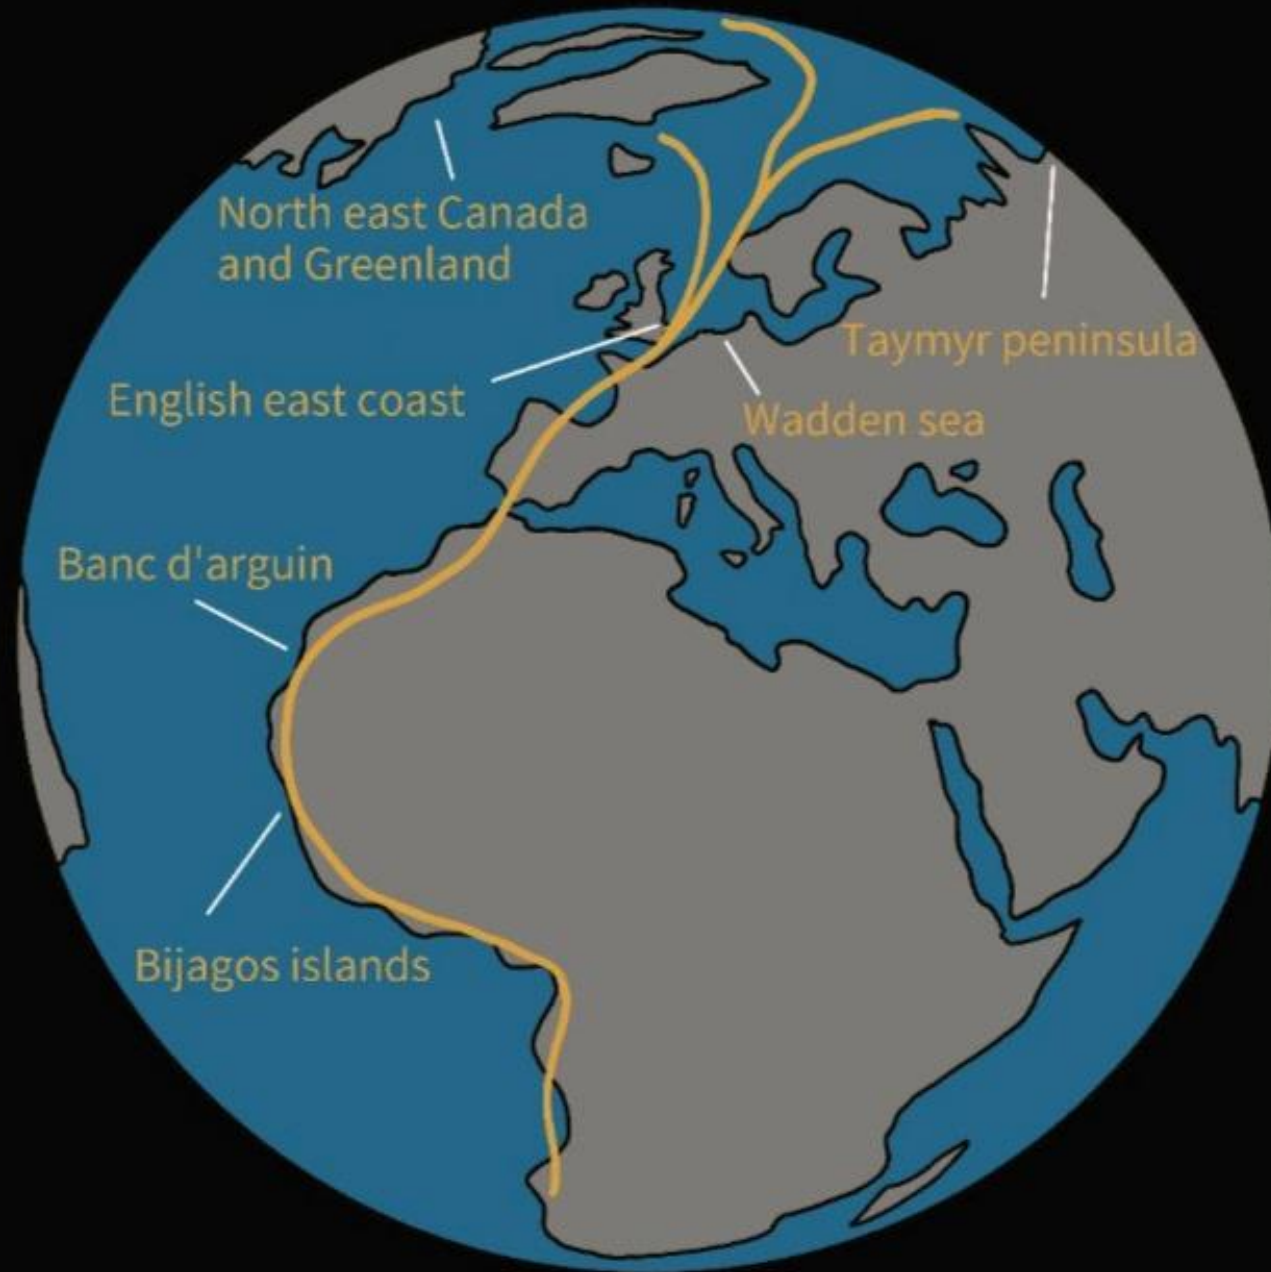 North east Canada
and Greenland
Taymyr peninsula
English east coast
Wadden sea
Banc d'arguin
Bijagos islands